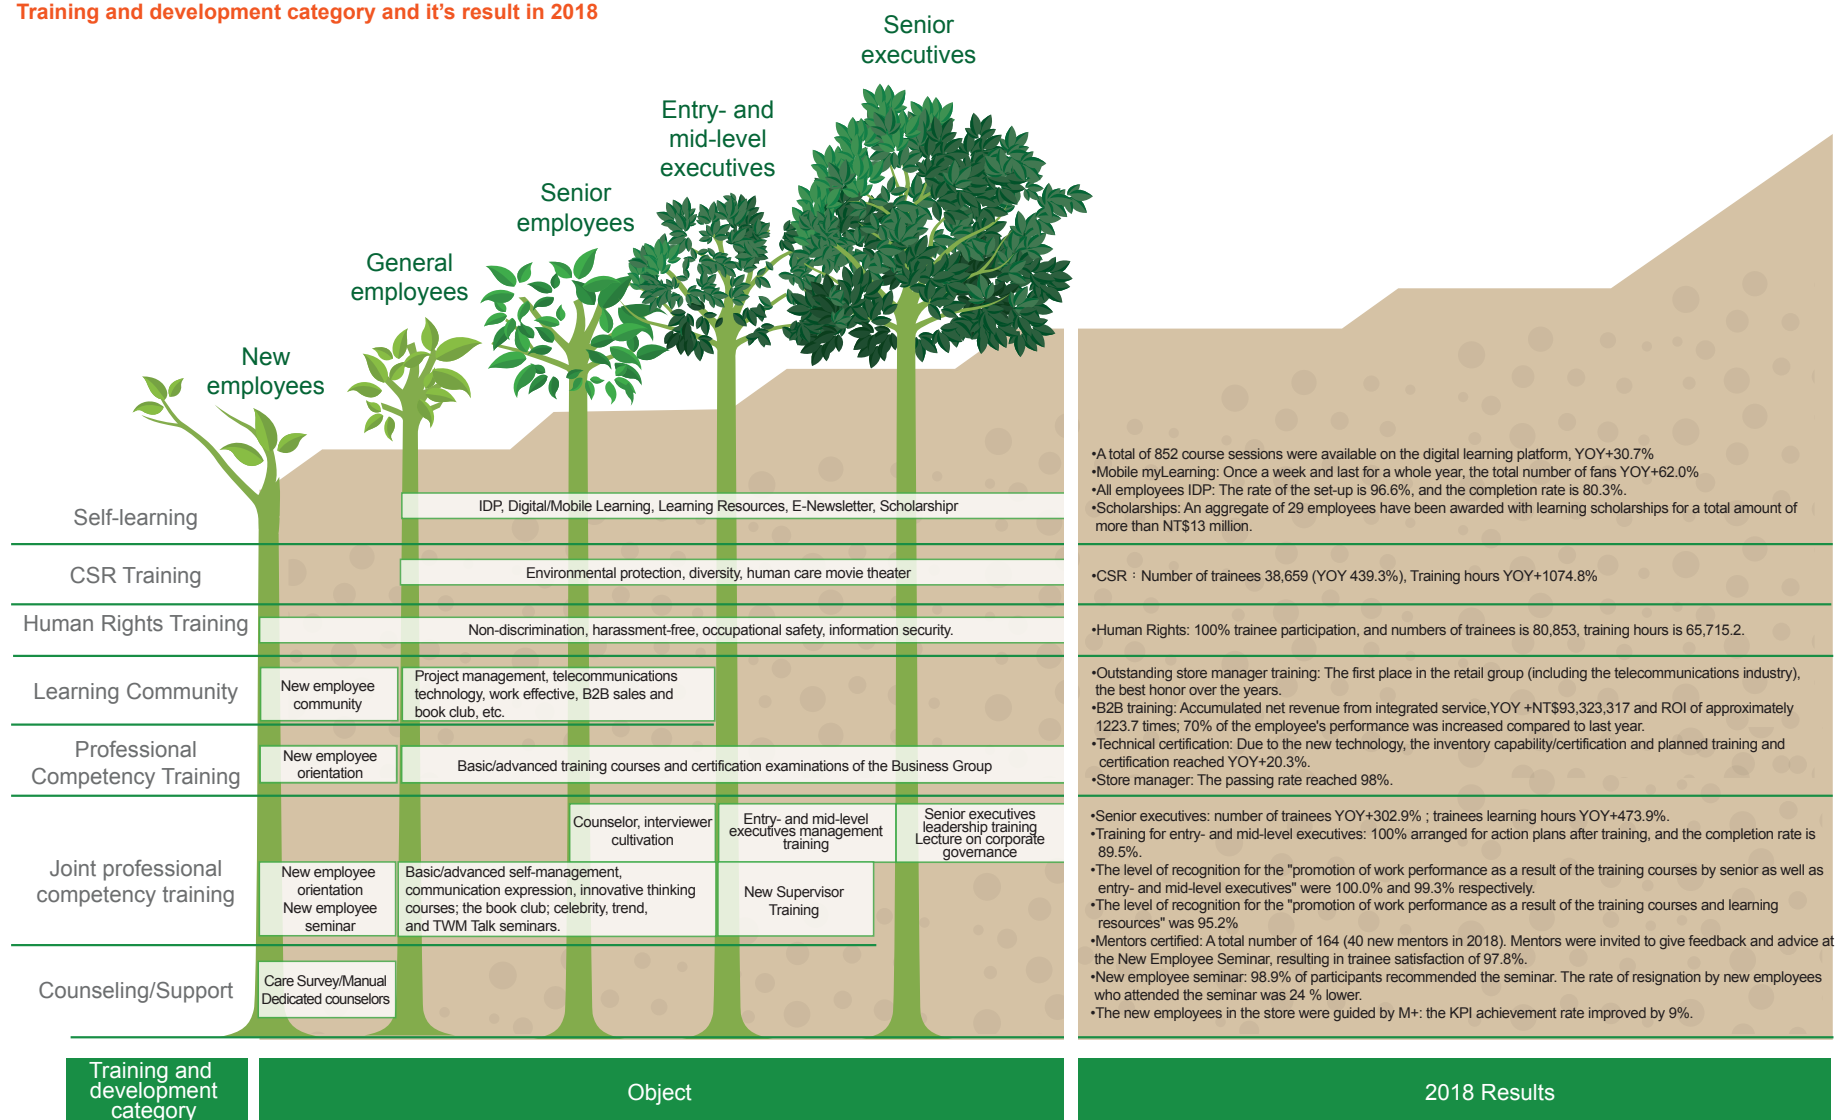 Training and development category and it’s result in 2018
Senior
executives
Entry- and
mid-level
executives
Senior
employees
General
employees
New
employees
Self-learning
IDP, Digital/Mobile Learning, Learning Resources, E-Newsletter, Scholarshipr
•A total of 852 course sessions were available on the digital learning platform, YOY+30.7%
•Mobile myLearning: Once a week and last for a whole year, the total number of fans YOY+62.0%
•All employees IDP: The rate of the set-up is 96.6%, and the completion rate is 80.3%.
•Scholarships: An aggregate of 29 employees have been awarded with learning scholarships for a total amount of
more than NT$13 million.
CSR Training
Environmental protection, diversity, human care movie theater
•CSR：Number of trainees 38,659 (YOY 439.3%), Training hours YOY+1074.8%
Human Rights Training
Non-discrimination, harassment-free, occupational safety, information security.
•Human Rights: 100% trainee participation, and numbers of trainees is 80,853, training hours is 65,715.2.
Learning Community
New employee
community
Project management, telecommunications
technology, work effective, B2B sales and
book club, etc.
•Outstanding store manager training: The first place in the retail group (including the telecommunications industry),
the best honor over the years.
•B2B training: Accumulated net revenue from integrated service,YOY +NT$93,323,317 and ROI of approximately
1223.7 times; 70% of the employee's performance was increased compared to last year.
•Technical certification: Due to the new technology, the inventory capability/certification and planned training and
certification reached YOY+20.3%.
•Store manager: The passing rate reached 98%.
Professional
Competency Training
New employee
orientation
Basic/advanced training courses and certification examinations of the Business Group
Joint professional
competency training
Counselor, interviewer
cultivation
Entry- and mid-level
executives management
training
Senior executives
leadership training
Lecture on corporate
governance
New employee
orientation
New employee
seminar
Basic/advanced self-management,
communication expression, innovative thinking
courses; the book club; celebrity, trend,
and TWM Talk seminars.
New Supervisor
Training
•Senior executives: number of trainees YOY+302.9% ; trainees learning hours YOY+473.9%.
•Training for entry- and mid-level executives: 100% arranged for action plans after training, and the completion rate is
89.5%.
•The level of recognition for the "promotion of work performance as a result of the training courses by senior as well as
entry- and mid-level executives" were 100.0% and 99.3% respectively.
•The level of recognition for the "promotion of work performance as a result of the training courses and learning
resources" was 95.2%
•Mentors certified: A total number of 164 (40 new mentors in 2018). Mentors were invited to give feedback and advice at
the New Employee Seminar, resulting in trainee satisfaction of 97.8%.
•New employee seminar: 98.9% of participants recommended the seminar. The rate of resignation by new employees
who attended the seminar was 24 % lower.
•The new employees in the store were guided by M+: the KPI achievement rate improved by 9%.
Counseling/Support
Care Survey/Manual
Dedicated counselors
Training and
development
category
Object
2018 Results